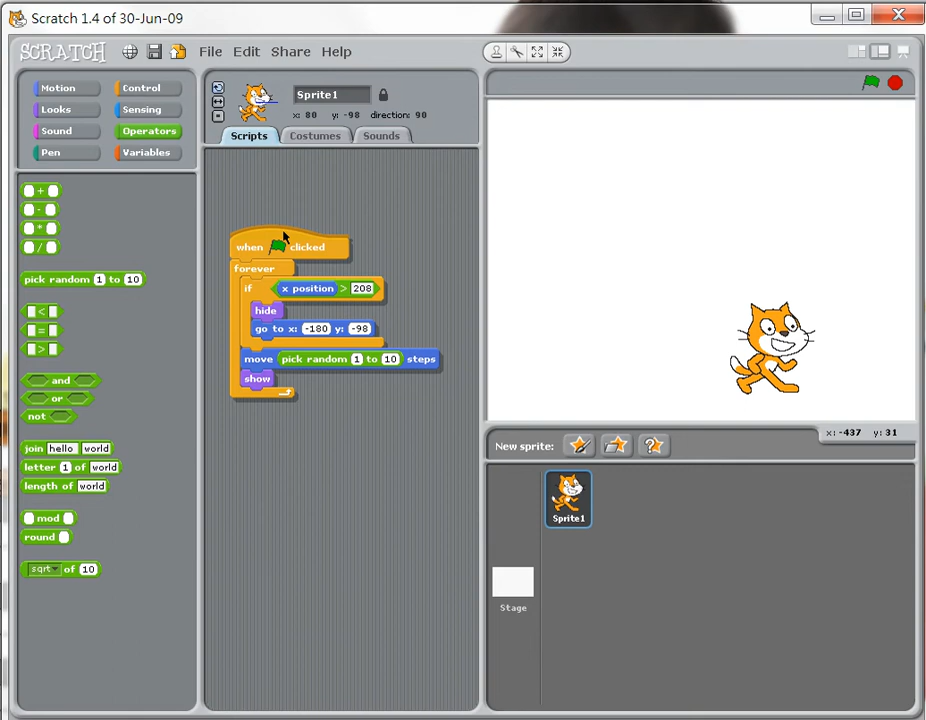 Scratch 1.4 of 30-Jun-09
SCRATCH File Edit Share Help
Motion Control
Looks Sensing
Sound Operators
Pen Variables
Sprite1
x: 80 y: -98 direction: 90
Scripts Costumes Sounds
+
-
*
/
pick random 1 to 10
<
=
>
and
or
not
join hello world
letter 1 of world
length of world
mod
round
sqrt of 10
when clicked
forever
if x position > 208
hide
go to x: -180 y: -98
move pick random 1 to 10 steps
show
x: -437 y: 31
New sprite:
Sprite1
Stage